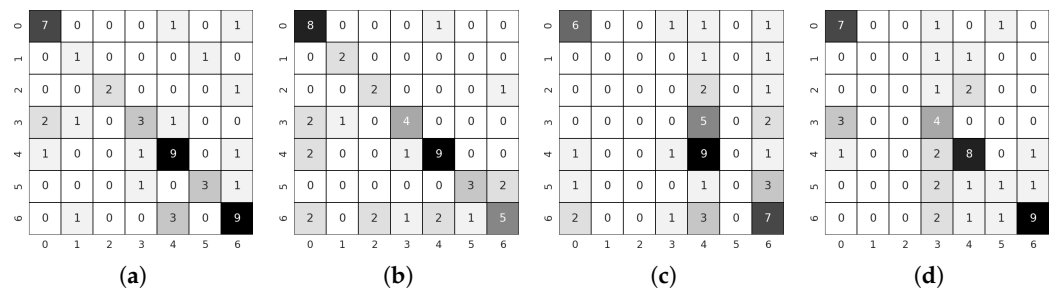 0 7 0 0 0 1 0 1 0 8 0 0 0 1 0 0 0 6 0 0 1 1 0 1 0 7 0 0 1 0 1 0
1 0 1 0 0 0 1 0 1 0 2 0 0 0 0 0 1 0 0 0 0 1 0 1 1 0 0 0 1 1 0 0
2 0 0 2 0 0 0 1 2 0 0 2 0 0 0 1 2 0 0 0 0 2 0 1 2 0 0 0 1 2 0 0
3 2 1 0 3 1 0 0 3 2 1 0 4 0 0 0 3 0 0 0 0 5 0 2 3 3 0 0 4 0 0 0
4 1 0 0 1 9 0 1 4 2 0 0 1 9 0 0 4 1 0 0 1 9 0 1 4 1 0 0 2 8 0 1
5 0 0 0 1 0 3 1 5 0 0 0 0 0 3 2 5 1 0 0 0 1 0 3 5 0 0 0 2 1 1 1
6 0 1 0 0 3 0 9 6 2 0 2 1 2 1 5 6 2 0 0 1 3 0 7 6 0 0 0 2 1 1 9
0 1 2 3 4 5 6 0 1 2 3 4 5 6 0 1 2 3 4 5 6 0 1 2 3 4 5 6
(a) (b) (c) (d)